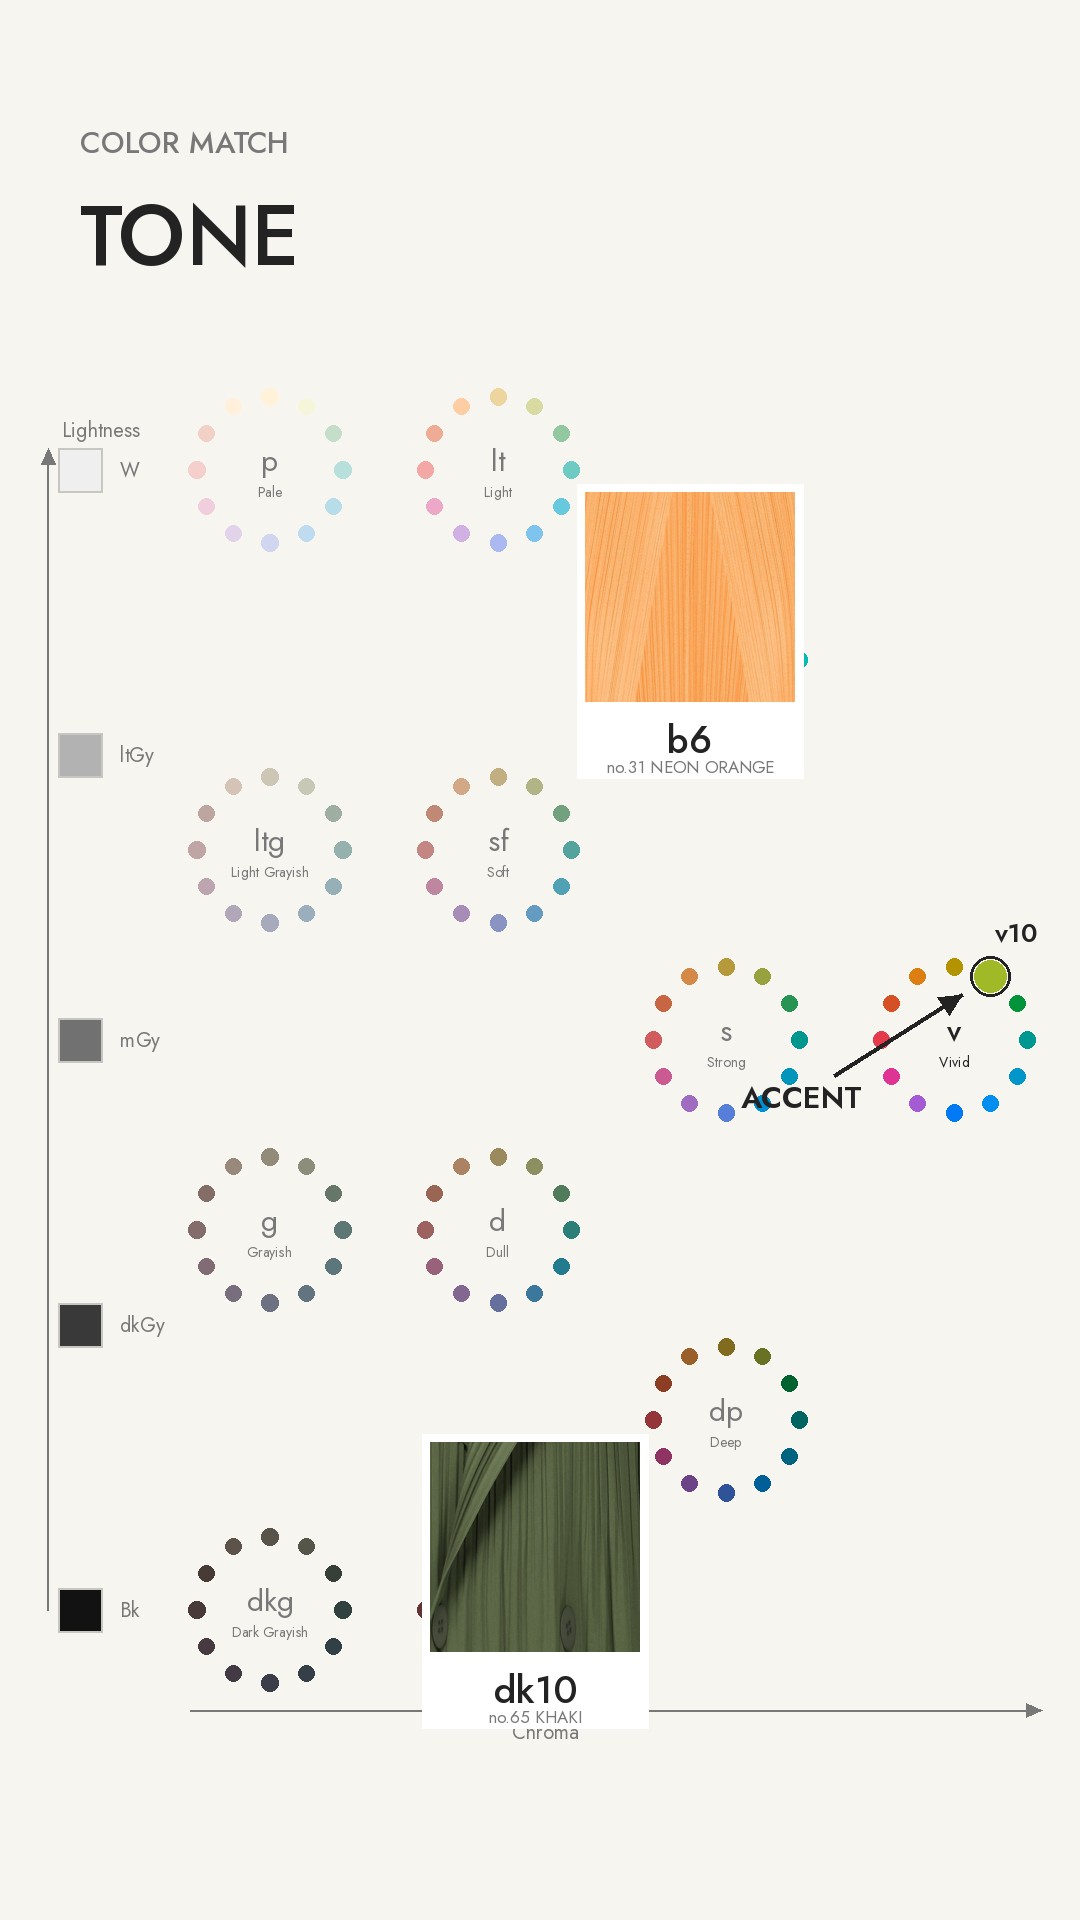 COLOR MATCH
TONE
Lightness
W
p
Pale
lt
Light
b6
no.31 NEON ORANGE
ltGy
ltg
Light Grayish
sf
Soft
v10
mGy
s
Strong
v
Vivid
ACCENT
g
Grayish
d
Dull
dkGy
dp
Deep
Bk
dkg
Dark Grayish
dk10
no.65 KHAKI
Chroma